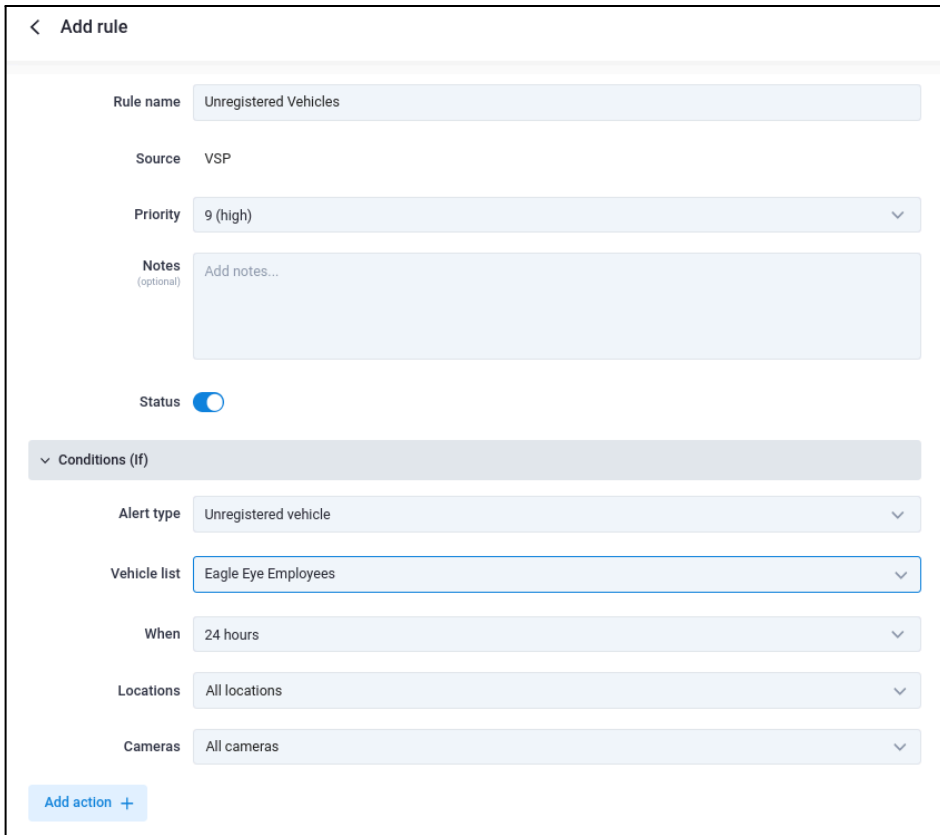 Add rule
Rule name Unregistered Vehicles
Source VSP
Priority 9 (high)
Notes Add notes...
(optional)
Status
Conditions (If)
Alert type Unregistered vehicle
Vehicle list Eagle Eye Employees
When 24 hours
Locations All locations
Cameras All cameras
Add action +